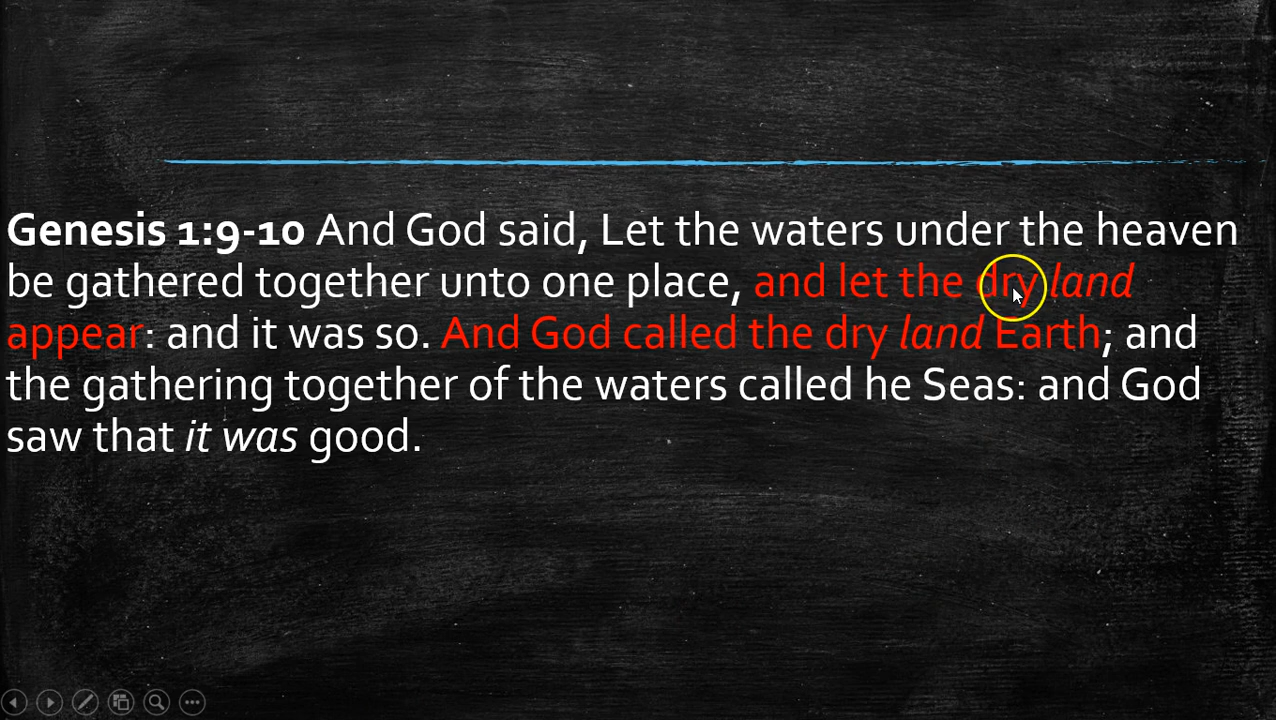 Genesis 1:9-10 And God said, Let the waters under the heaven
be gathered together unto one place, and let the dry land
appear: and it was so. And God called the dry land Earth; and
the gathering together of the waters called he Seas: and God
saw that it was good.